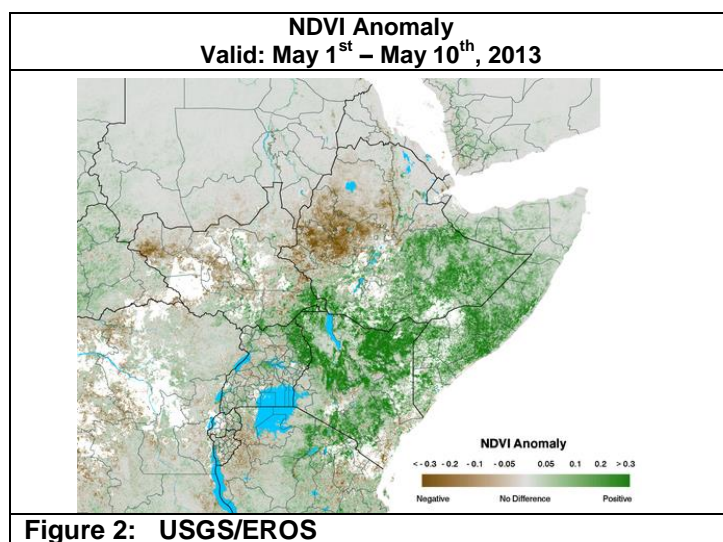 NDVI Anomaly
Valid: May 1st – May 10th, 2013
NDVI Anomaly
< - 0.3 - 0.2 - 0.1 - 0.05 0.05 0.1 0.2 > 0.3
Negative No Difference Positive
Figure 2: USGS/EROS